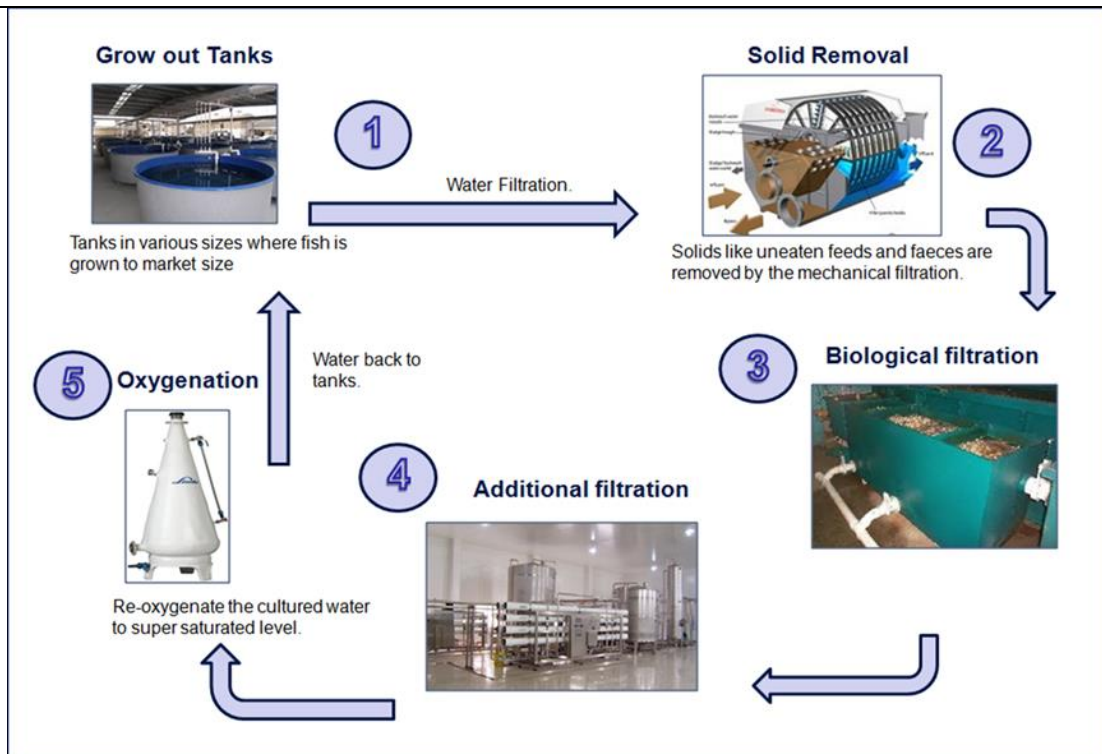 Grow out Tanks
1
Tanks in various sizes where fish is
grown to market size
Water Filtration.
Solid Removal
2
Solids like uneaten feeds and faeces are
removed by the mechanical filtration.
3
Biological filtration
4
Additional filtration
5
Oxygenation
Re-oxygenate the cultured water
to super saturated level.
Water back to
tanks.